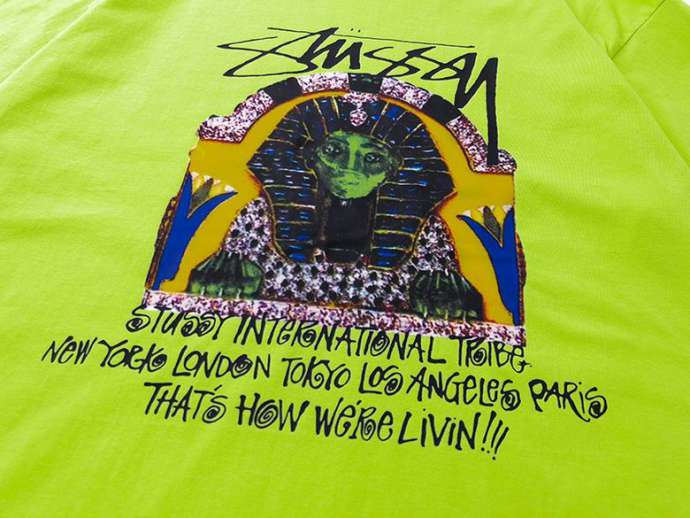 Stüssy
STUSSY INTERNATIONAL TRIBE
NEW YORK LONDON TOKYO LOS ANGELES PARIS
THAT'S HOW WE'RE LIVIN!!!